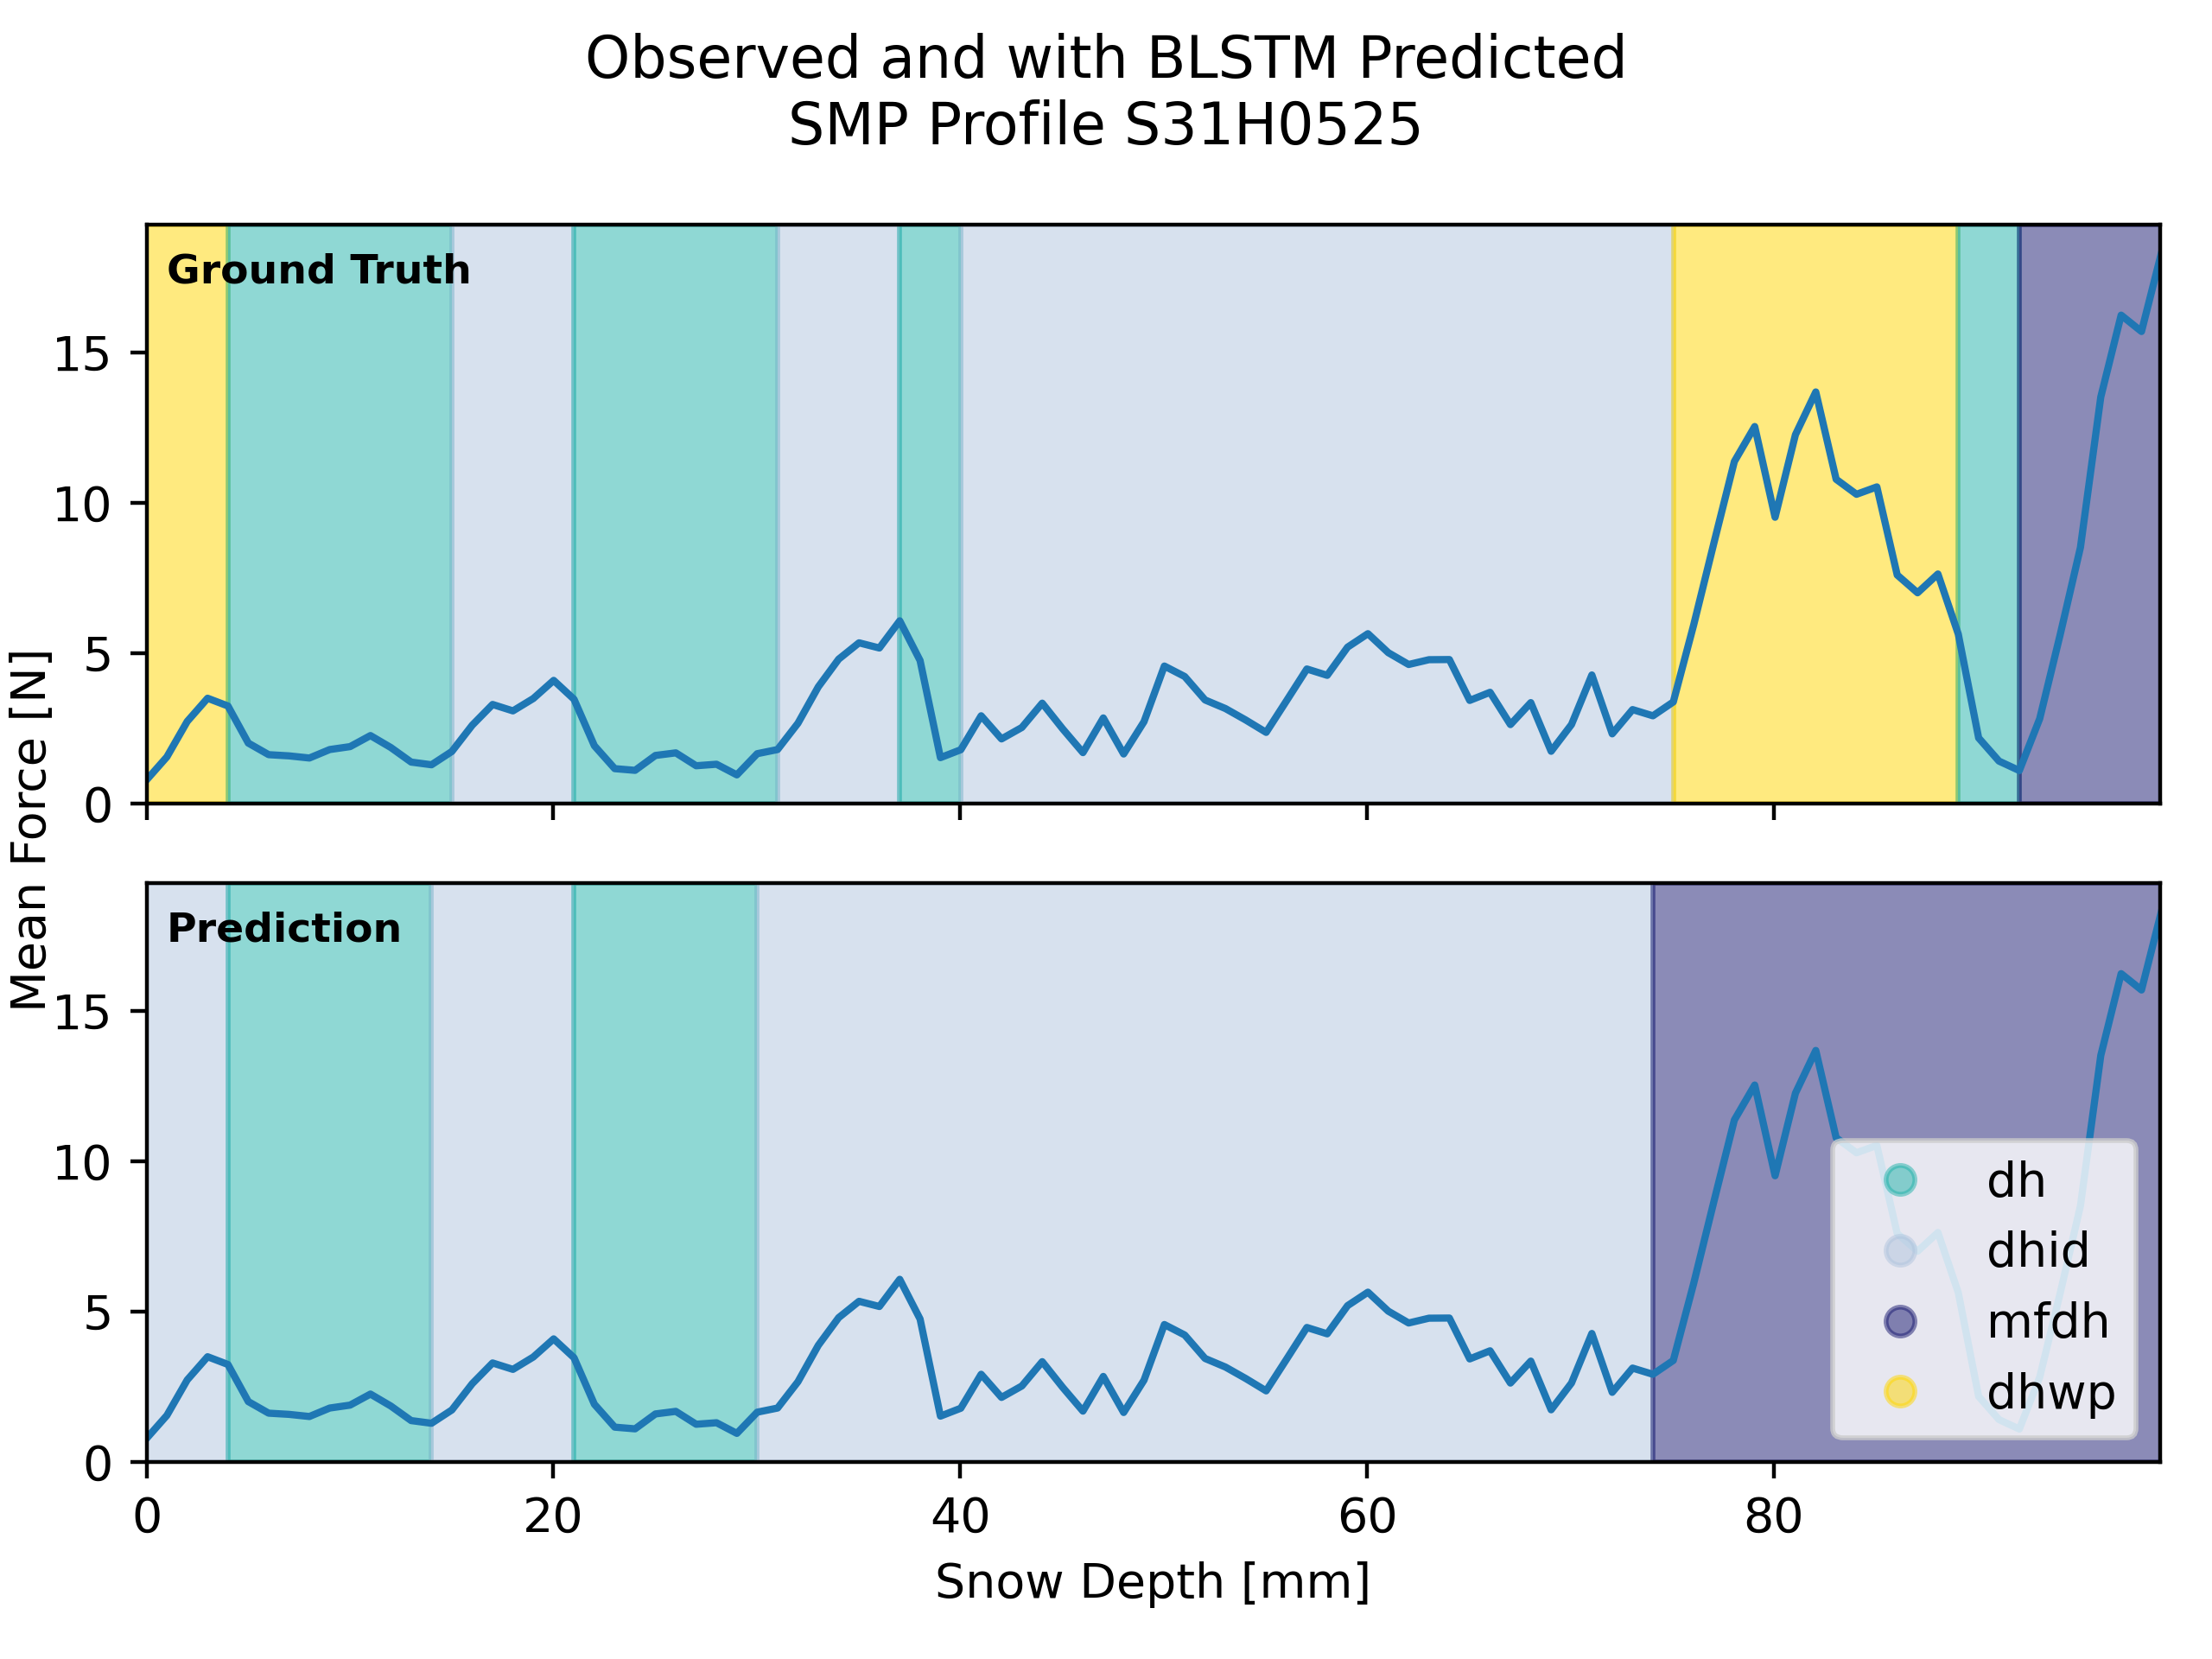 Observed and with BLSTM Predicted
SMP Profile S31H0525
Mean Force [N]
Ground Truth
15
10
5
0
Prediction
15
10
5
0
dh
dhid
mfdh
dhwp
0 20 40 60 80
Snow Depth [mm]